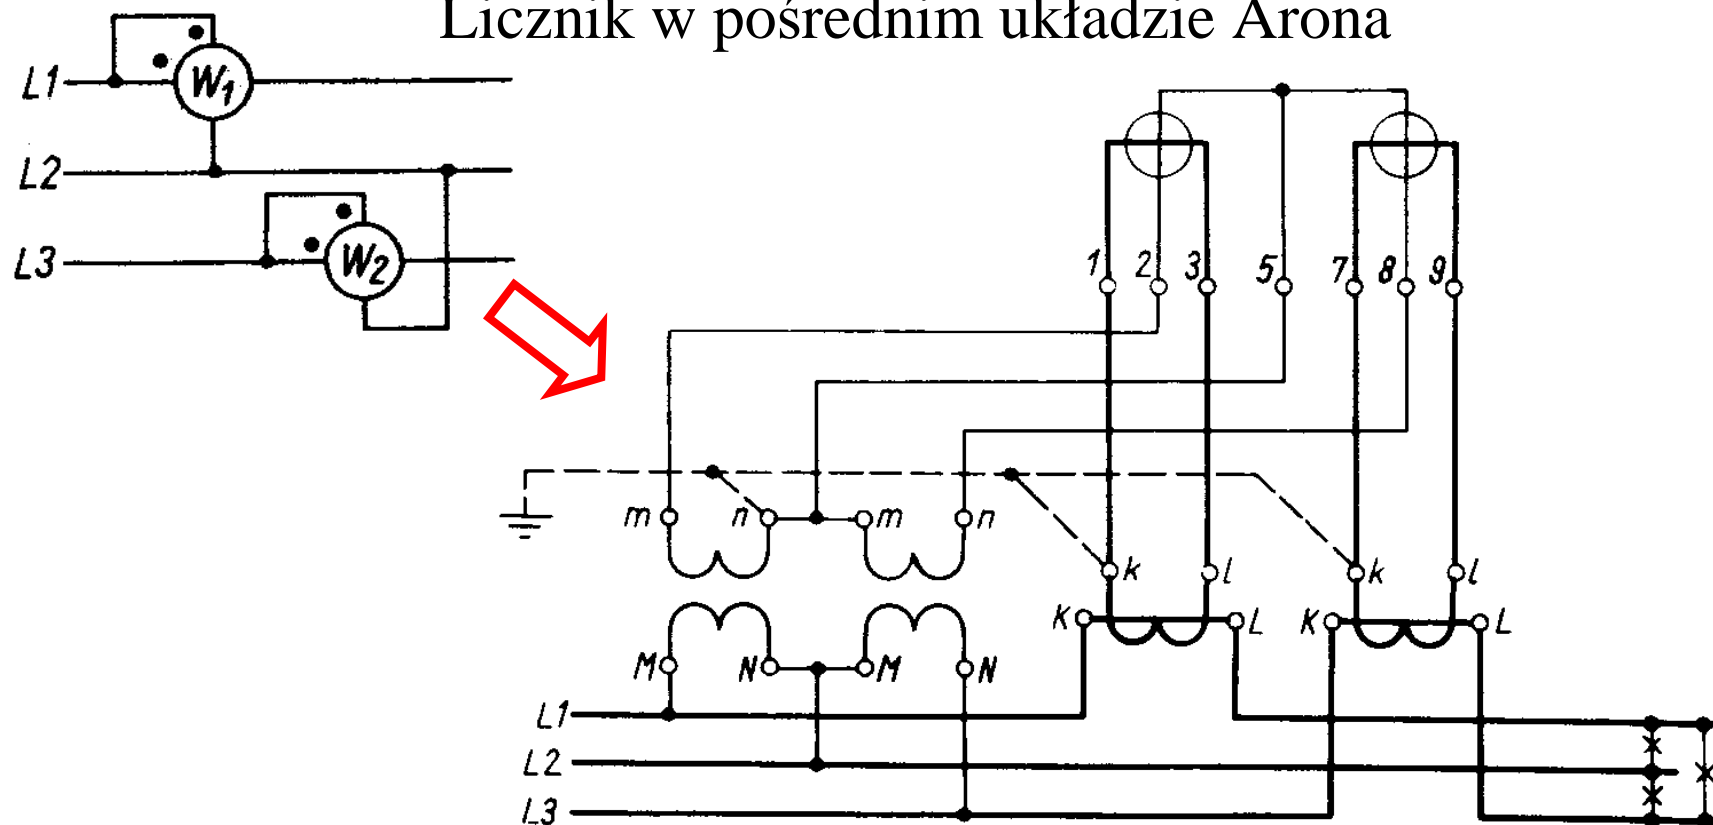 Licznik w pośrednim układzie Arona
L1 W1
L2
L3 W2
1 2 3 5 7 8 9
m n m n
k l k l
K L K L
M N M N
L1
L2
L3